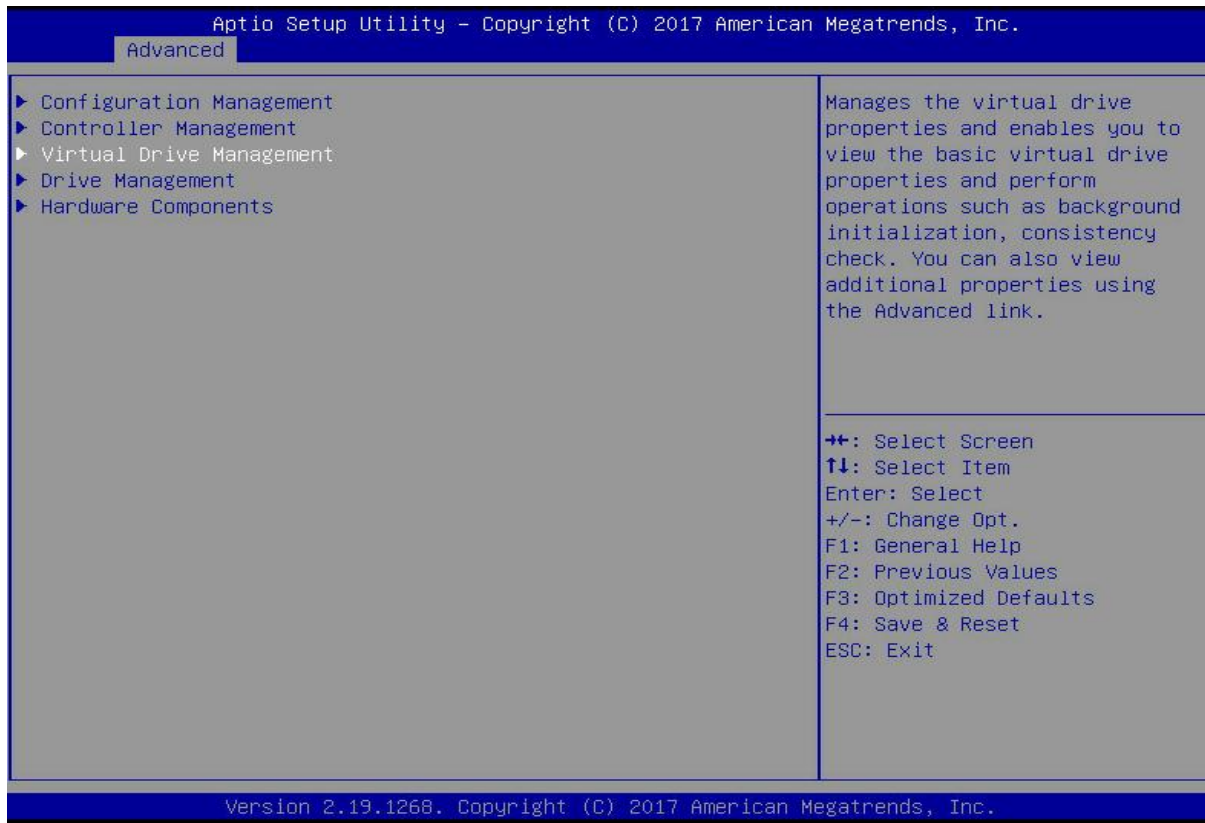 Aptio Setup Utility – Copyright (C) 2017 American Megatrends, Inc.
Advanced
▶ Configuration Management
▶ Controller Management
▶ Virtual Drive Management
▶ Drive Management
▶ Hardware Components
Manages the virtual drive
properties and enables you to
view the basic virtual drive
properties and perform
operations such as background
initialization, consistency
check. You can also view
additional properties using
the Advanced link.
→←: Select Screen
↑↓: Select Item
Enter: Select
+/-: Change Opt.
F1: General Help
F2: Previous Values
F3: Optimized Defaults
F4: Save & Reset
ESC: Exit
Version 2.19.1268. Copyright (C) 2017 American Megatrends, Inc.